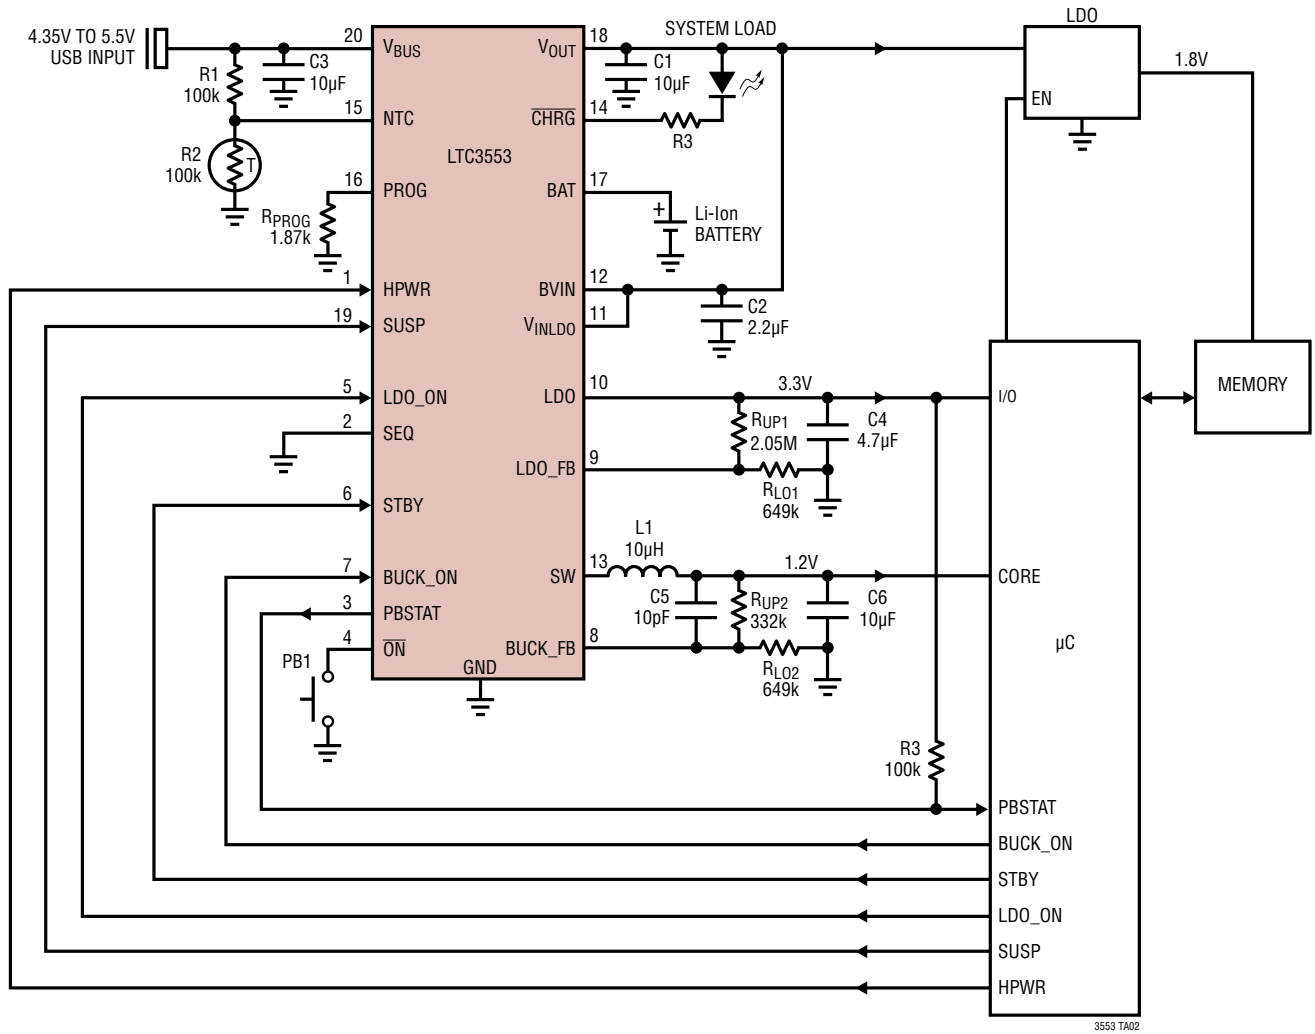 LDO
4.35V TO 5.5V
USB INPUT
20
VBUS
VOUT
18
SYSTEM LOAD
1.8V
R1
100k
C3
10µF
C1
10µF
EN
15
NTC
CHRG
14
R3
LTC3553
R2
100k
T
16
PROG
BAT
17
RPROG
1.87k
+
Li-Ion
BATTERY
1
HPWR
BVIN
12
C2
2.2µF
19
SUSP
VINLDO
11
5
LDO_ON
LDO
10
3.3V
I/O
MEMORY
RUP1
2.05M
C4
4.7µF
2
SEQ
LDO_FB
9
RLO1
649k
6
STBY
L1
10µH
7
BUCK_ON
SW
13
1.2V
CORE
C5
10pF
RUP2
332k
C6
10µF
3
PBSTAT
4
ON
BUCK_FB
8
RLO2
649k
GND
PB1
µC
R3
100k
PBSTAT
BUCK_ON
STBY
LDO_ON
SUSP
HPWR
3553 TA02